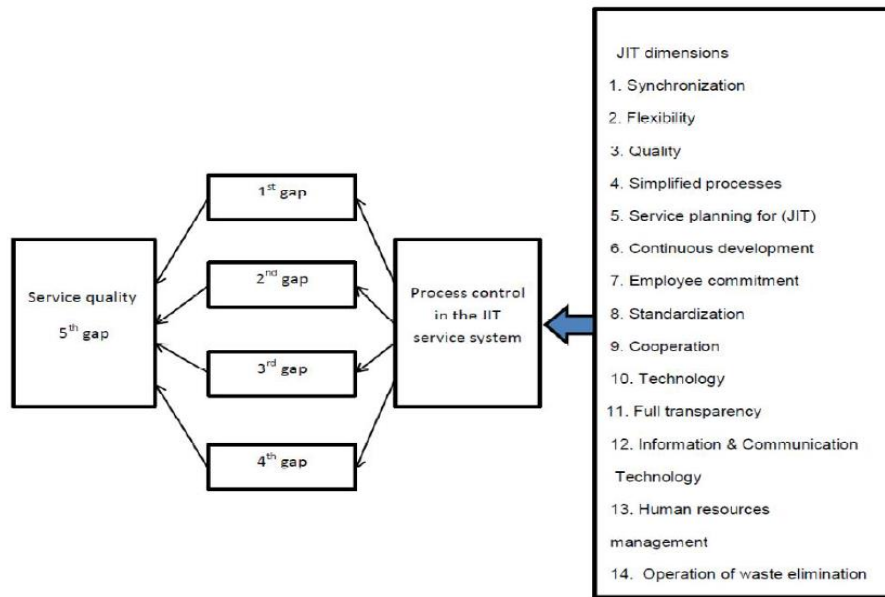 Service quality
5th gap
1st gap
2nd gap
3rd gap
4th gap
Process control
in the JIT
service system
JIT dimensions
1. Synchronization
2. Flexibility
3. Quality
4. Simplified processes
5. Service planning for (JIT)
6. Continuous development
7. Employee commitment
8. Standardization
9. Cooperation
10. Technology
11. Full transparency
12. Information & Communication
Technology
13. Human resources
management
14. Operation of waste elimination